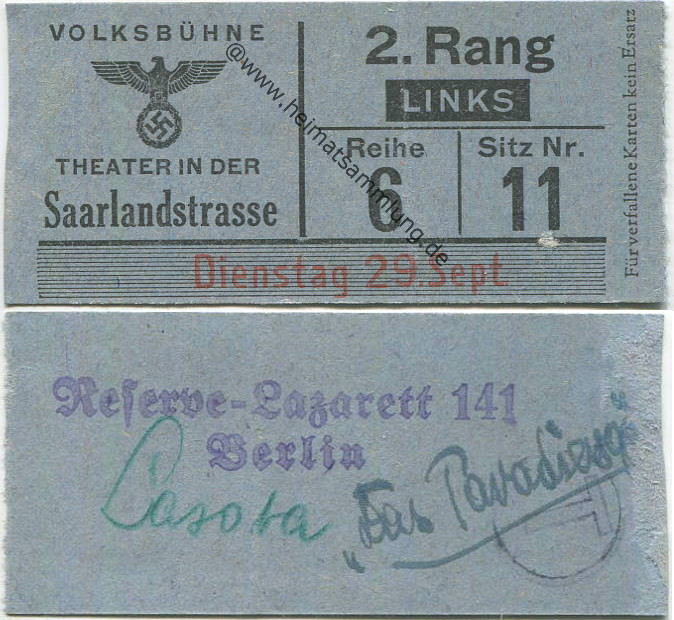 VOLKSBÜHNE
THEATER IN DER
Saarlandstrasse
2. Rang
LINKS
Reihe
6
Sitz Nr.
11
Für verfallene Karten kein Ersatz
Dienstag 29. Sept.
@www.heimatsammlung.de
Reserve-Lazarett 141
Berlin
Lasota
"Das Paradies"